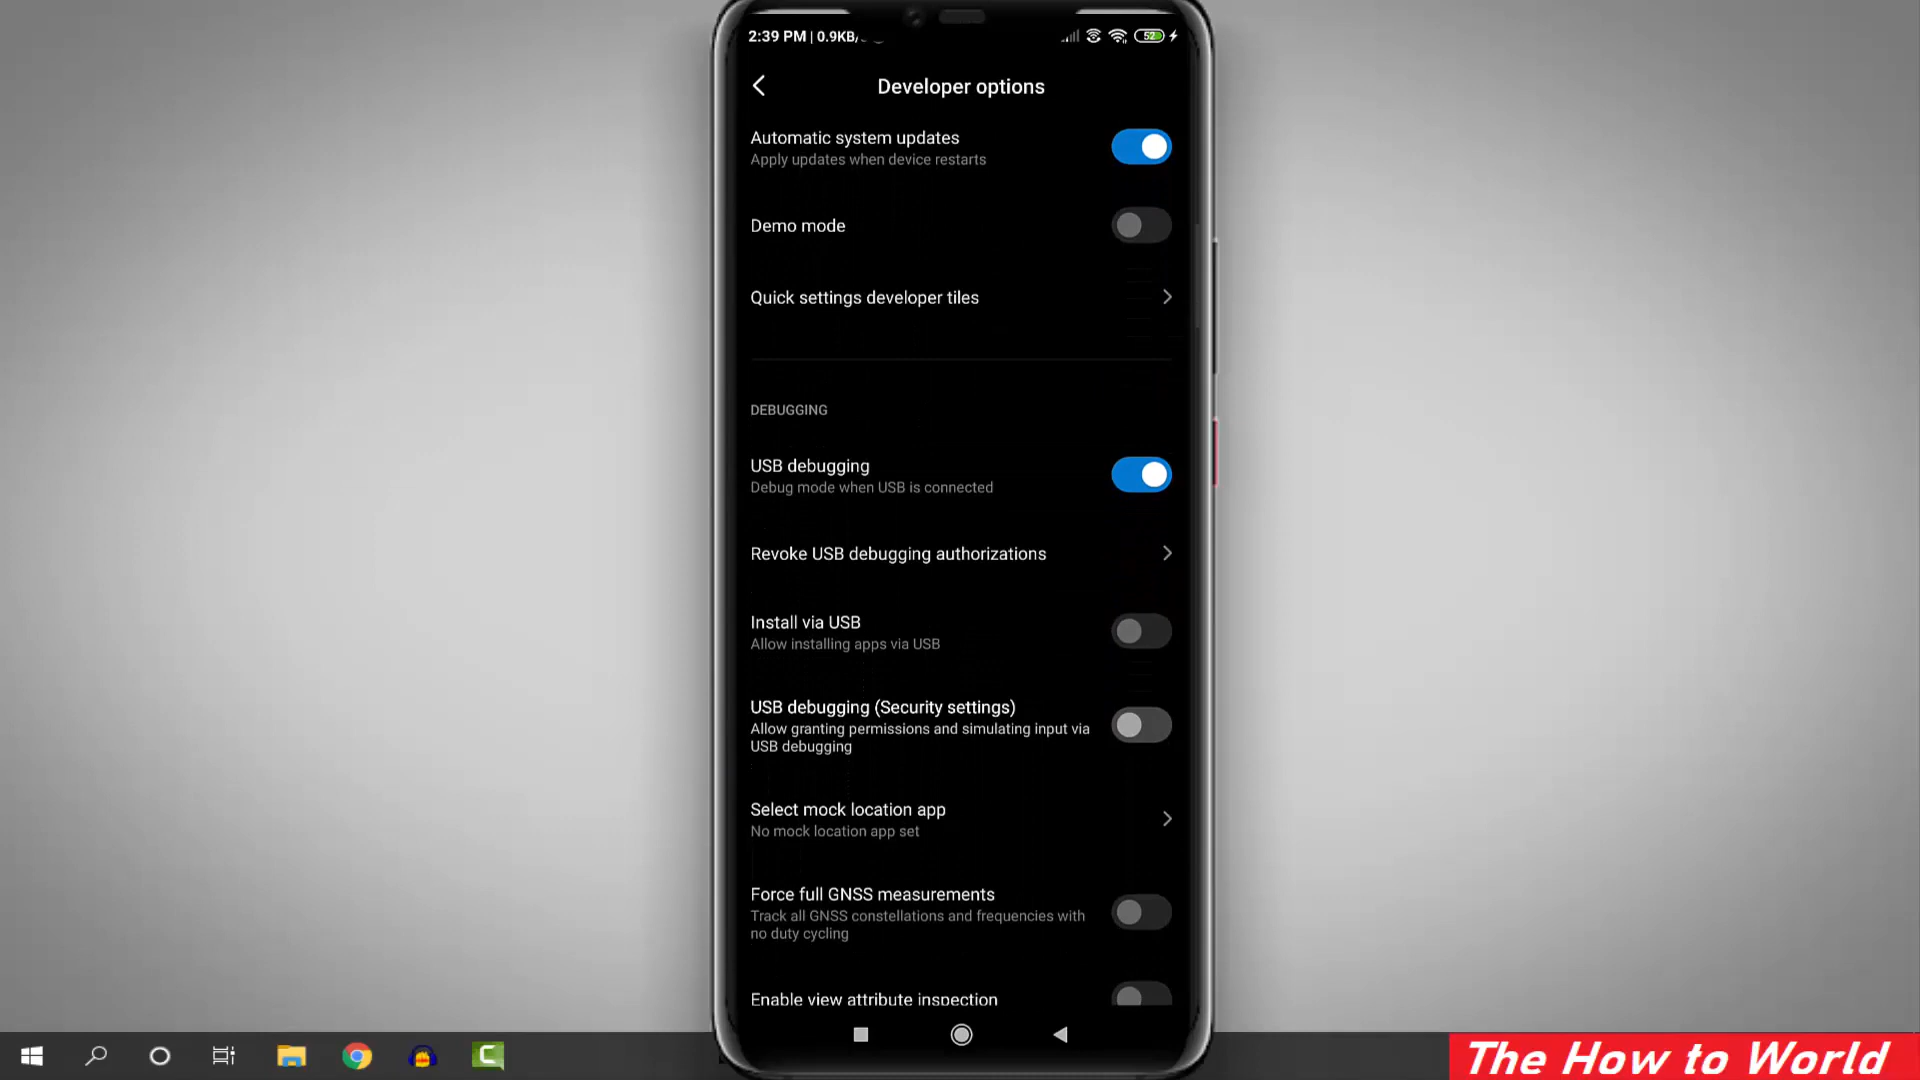 2:39 PM | 0.9KB/
52
Developer options
Automatic system updates
Apply updates when device restarts
Demo mode
Quick settings developer tiles
DEBUGGING
USB debugging
Debug mode when USB is connected
Revoke USB debugging authorizations
Install via USB
Allow installing apps via USB
USB debugging (Security settings)
Allow granting permissions and simulating input via
USB debugging
Select mock location app
No mock location app set
Force full GNSS measurements
Track all GNSS constellations and frequencies with
no duty cycling
Enable view attribute inspection
The How to World